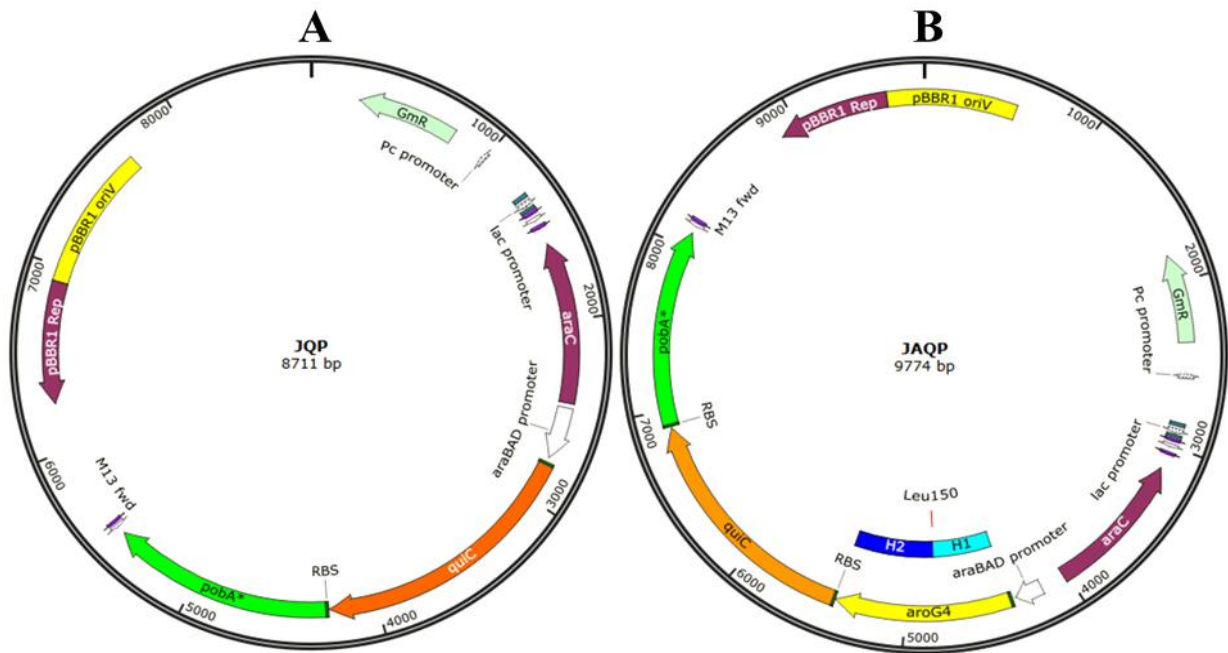 A
8000
GmR
1000
Pc promoter
lac promoter
pBBR1 oriV
7000
pBBR1 Rep
2000
araC
JQP
8711 bp
araBAD promoter
3000
6000
M13 fwd
quiC
RBS
pobA*
5000
4000
B
9000
pBBR1 Rep
pBBR1 oriV
1000
M13 fwd
8000
2000
GmR
Pc promoter
pobA*
JAQP
9774 bp
RBS
7000
lac promoter
3000
Leu150
araC
quiC
H2
H1
araBAD promoter
RBS
4000
6000
aroG4
5000